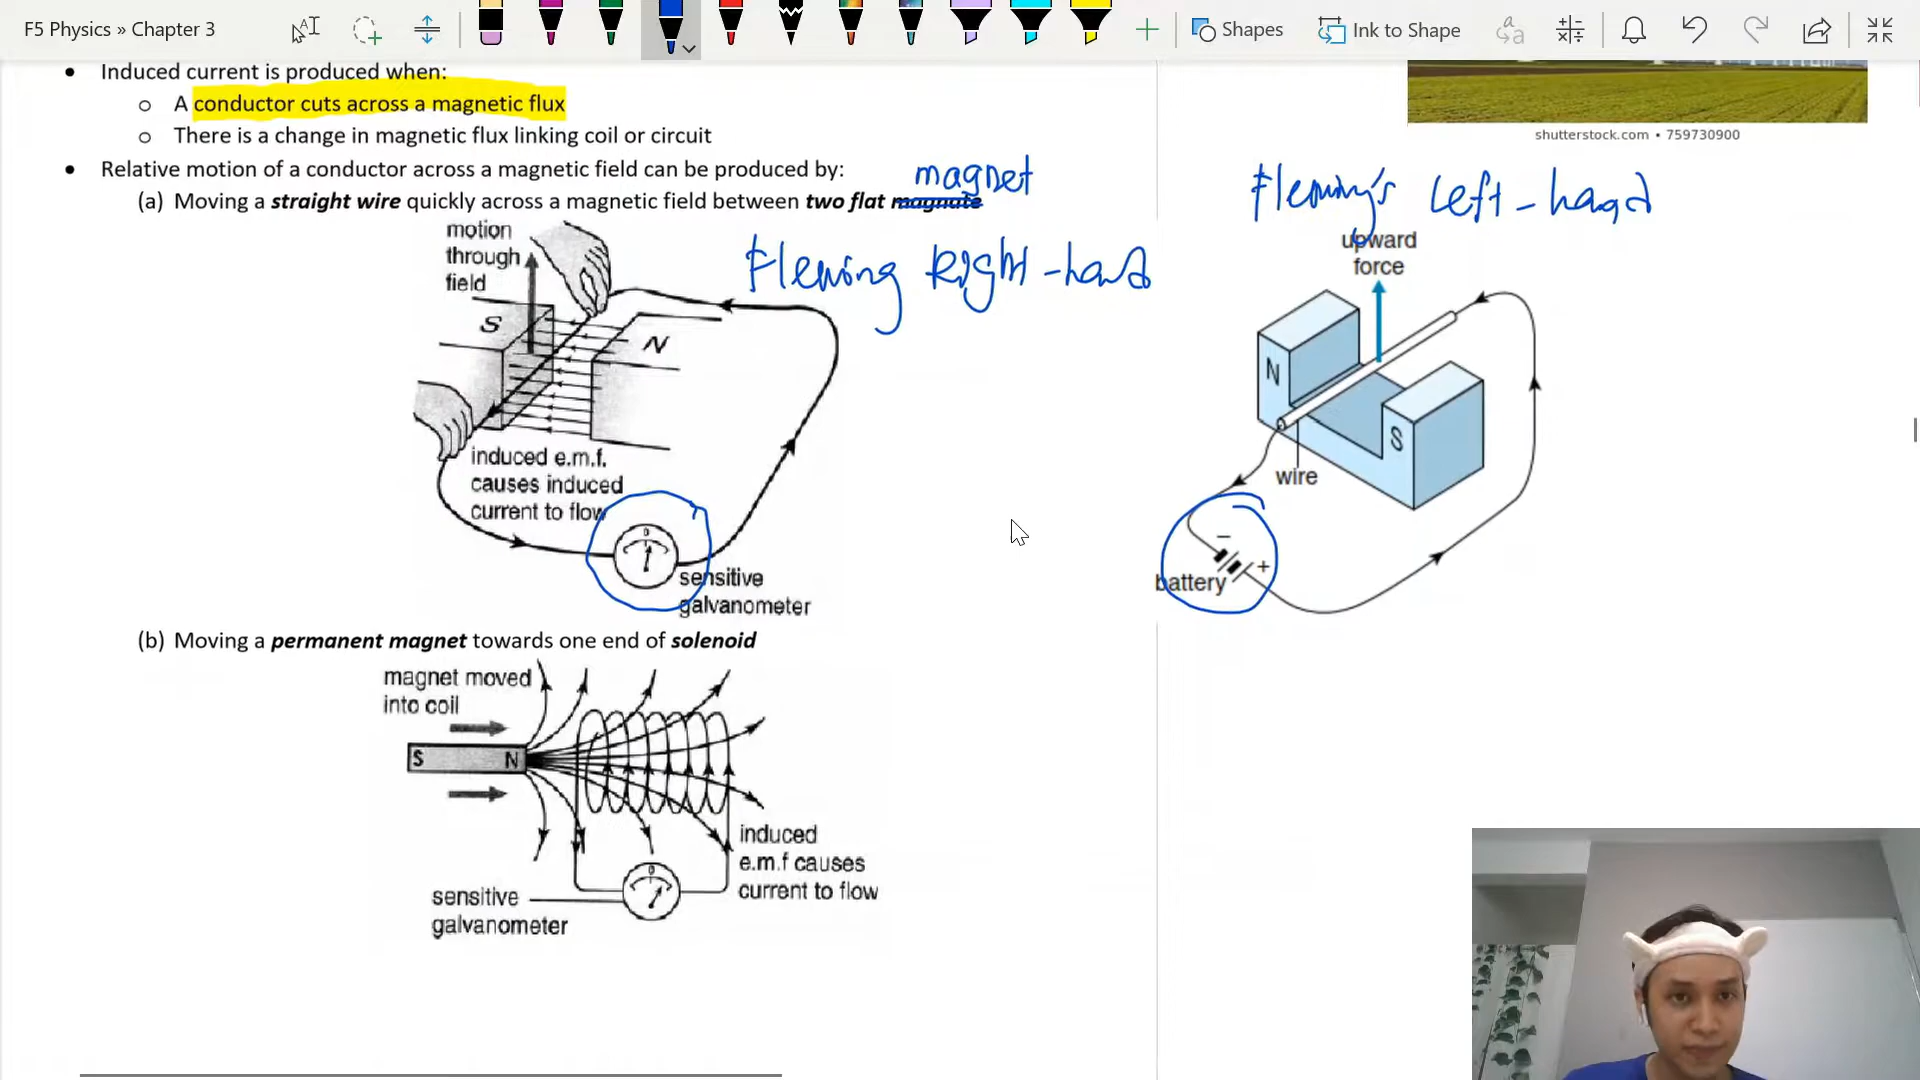 F5 Physics » Chapter 3
Shapes
Ink to Shape
• Induced current is produced when:
o A conductor cuts across a magnetic flux
o There is a change in magnetic flux linking coil or circuit
shutterstock.com • 759730900
• Relative motion of a conductor across a magnetic field can be produced by:
magnet
(a) Moving a straight wire quickly across a magnetic field between two flat magnate
Fleming's Left-hand
Fleming Right-hand
motion
through
field
S
N
induced e.m.f.
causes induced
current to flow
0
sensitive
galvanometer
upward
force
N
S
wire
−
+
battery
(b) Moving a permanent magnet towards one end of solenoid
magnet moved
into coil
S N
induced
e.m.f causes
current to flow
0
sensitive
galvanometer